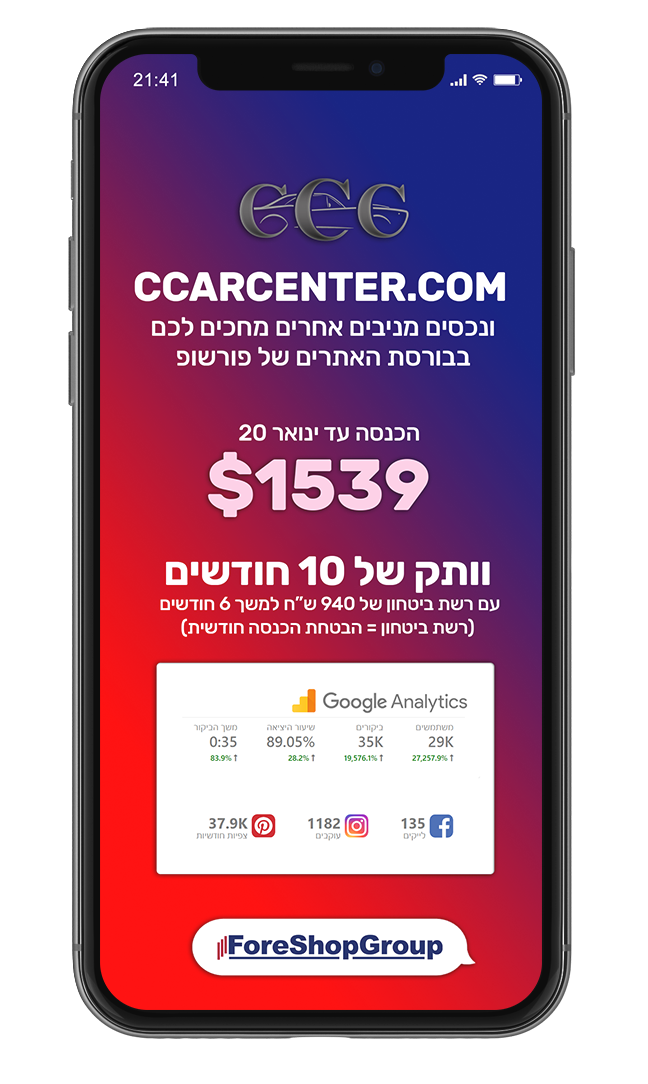 21:41
CCC
CCARCENTER.COM
ונכסים מניבים אחרים מחכים לכם
בבורסת האתרים של פורשופ
הכנסה עד ינואר 20
$1539
וותק של 10 חודשים
עם רשת ביטחון של 940 ש״ח למשך 6 חודשים
(רשת ביטחון = הבטחת הכנסה חודשית)
Google Analytics
משתמשים ביקורים שיעור היציאה משך הביקור
29K 35K 89.05% 0:35
27,257.9% ↑ 19,576.1% ↑ 28.2% ↑ 83.9% ↑
135 1182 37.9K
לייקים עוקבים צפיות חודשיות
ForeShopGroup